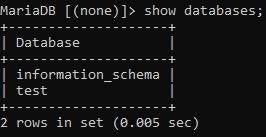 MariaDB [(none)]> show databases;
+--------------------+
| Database           |
+--------------------+
| information_schema |
| test               |
+--------------------+
2 rows in set (0.005 sec)